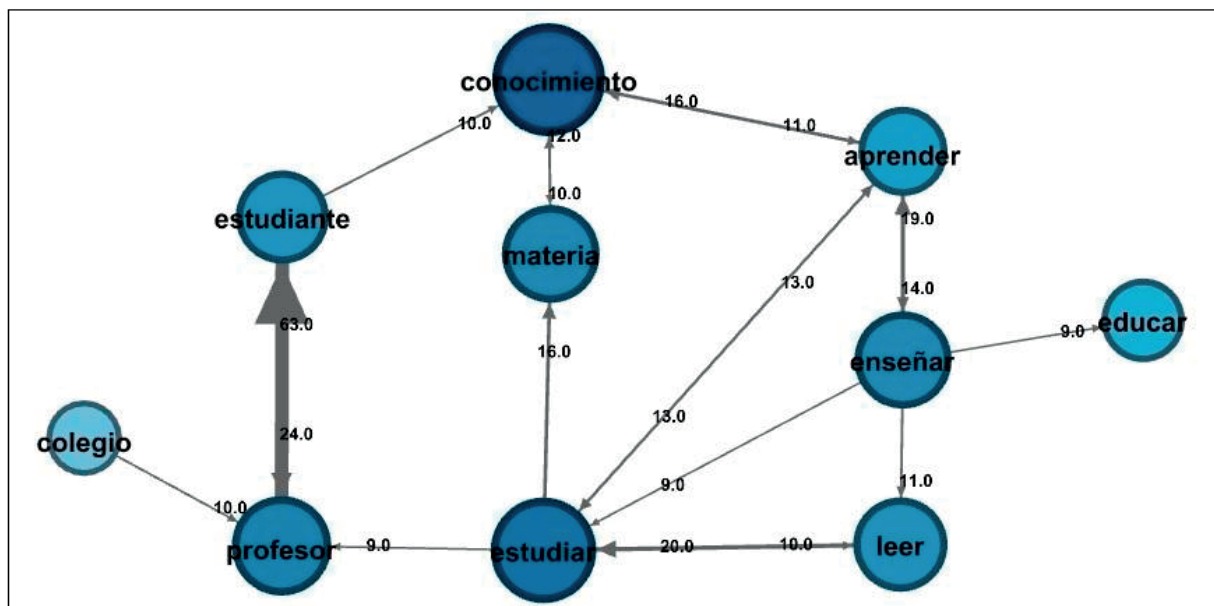 conocimiento
16.0
10.0
12.0
11.0
aprender
10.0
estudiante
19.0
materia
13.0
14.0
educar
63.0
9.0
16.0
enseñar
13.0
24.0
colegio
9.0
11.0
10.0
profesor
9.0
estudiar
20.0
10.0
leer